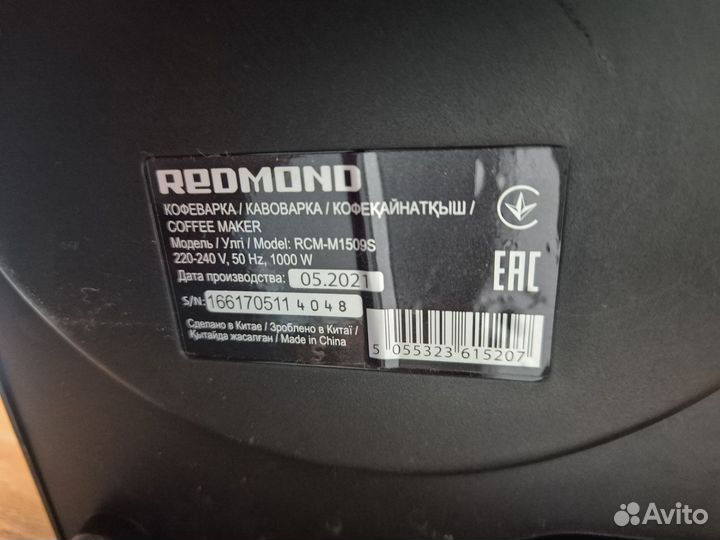 REDMOND
КОФЕВАРКА / КАВОВАРКА / КОФЕҚАЙНАТҚЫШ /
COFFEE MAKER
Модель / Улгі / Model: RCM-M1509S
220-240 V, 50 Hz, 1000 W
Дата производства: 05.2021
S/N: 166170511 4048
Сделано в Китае / Зроблено в Китаї /
Қытайда жасалған / Made in China
EAC
5 055323 615207
Avito